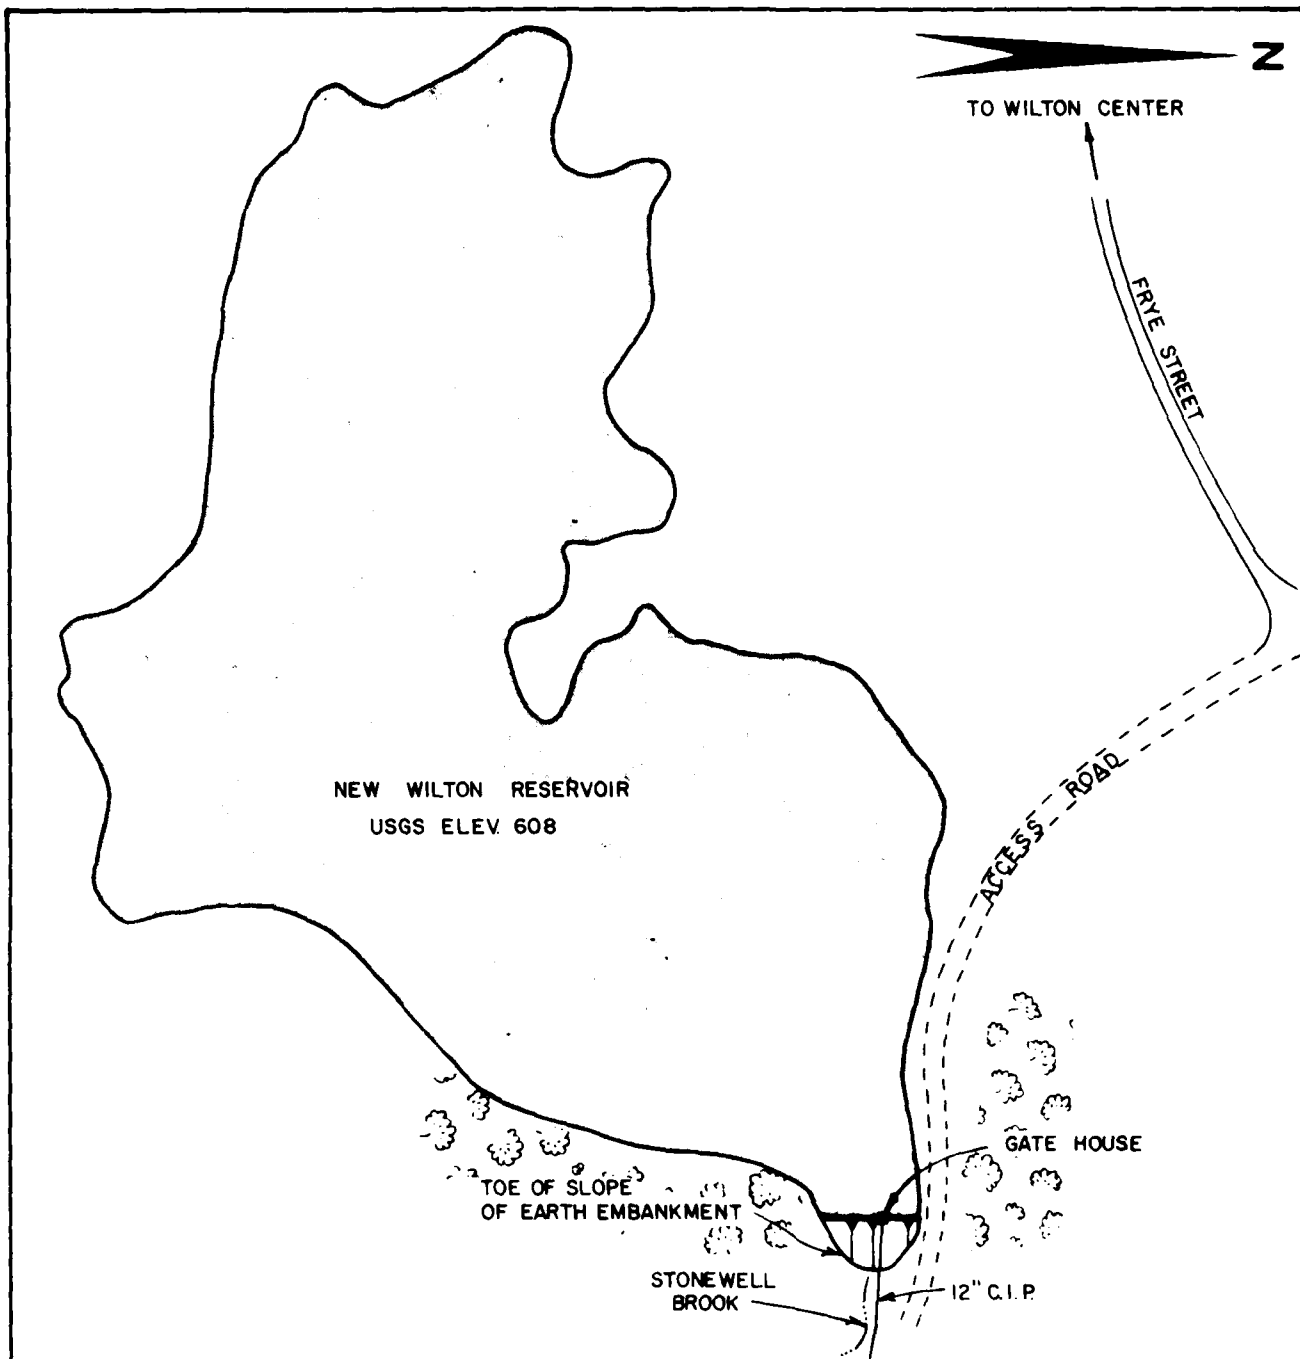 N
TO WILTON CENTER
FRYE STREET
NEW WILTON RESERVOIR
USGS ELEV. 608
ACCESS ROAD
GATE HOUSE
TOE OF SLOPE
OF EARTH EMBANKMENT
STONEWELL
BROOK
12" C.I.P.